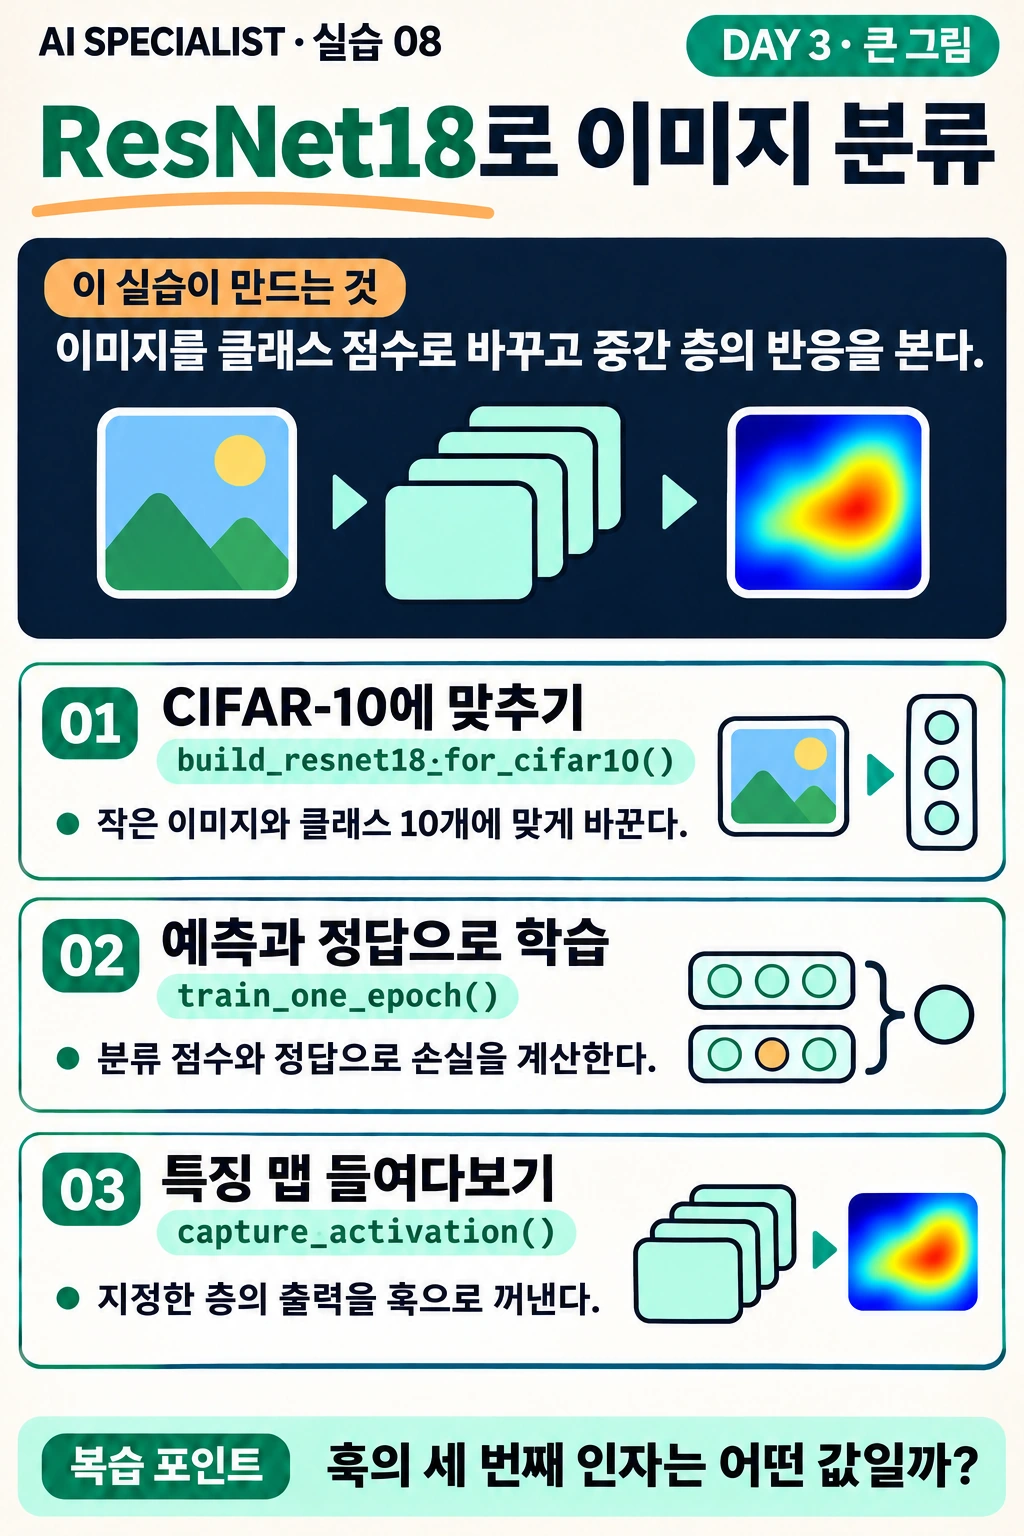 AI SPECIALIST · 실습 08
DAY 3 · 큰 그림
ResNet18로 이미지 분류
이 실습이 만드는 것
이미지를 클래스 점수로 바꾸고 중간 층의 반응을 본다.
01
CIFAR-10에 맞추기
build_resnet18_·for_cifar10()
작은 이미지와 클래스 10개에 맞게 바꾼다.
02
예측과 정답으로 학습
train_one_epoch()
분류 점수와 정답으로 손실을 계산한다.
03
특징 맵 들여다보기
capture_activation()
지정한 층의 출력을 훅으로 꺼낸다.
복습 포인트
훅의 세 번째 인자는 어떤 값일까?